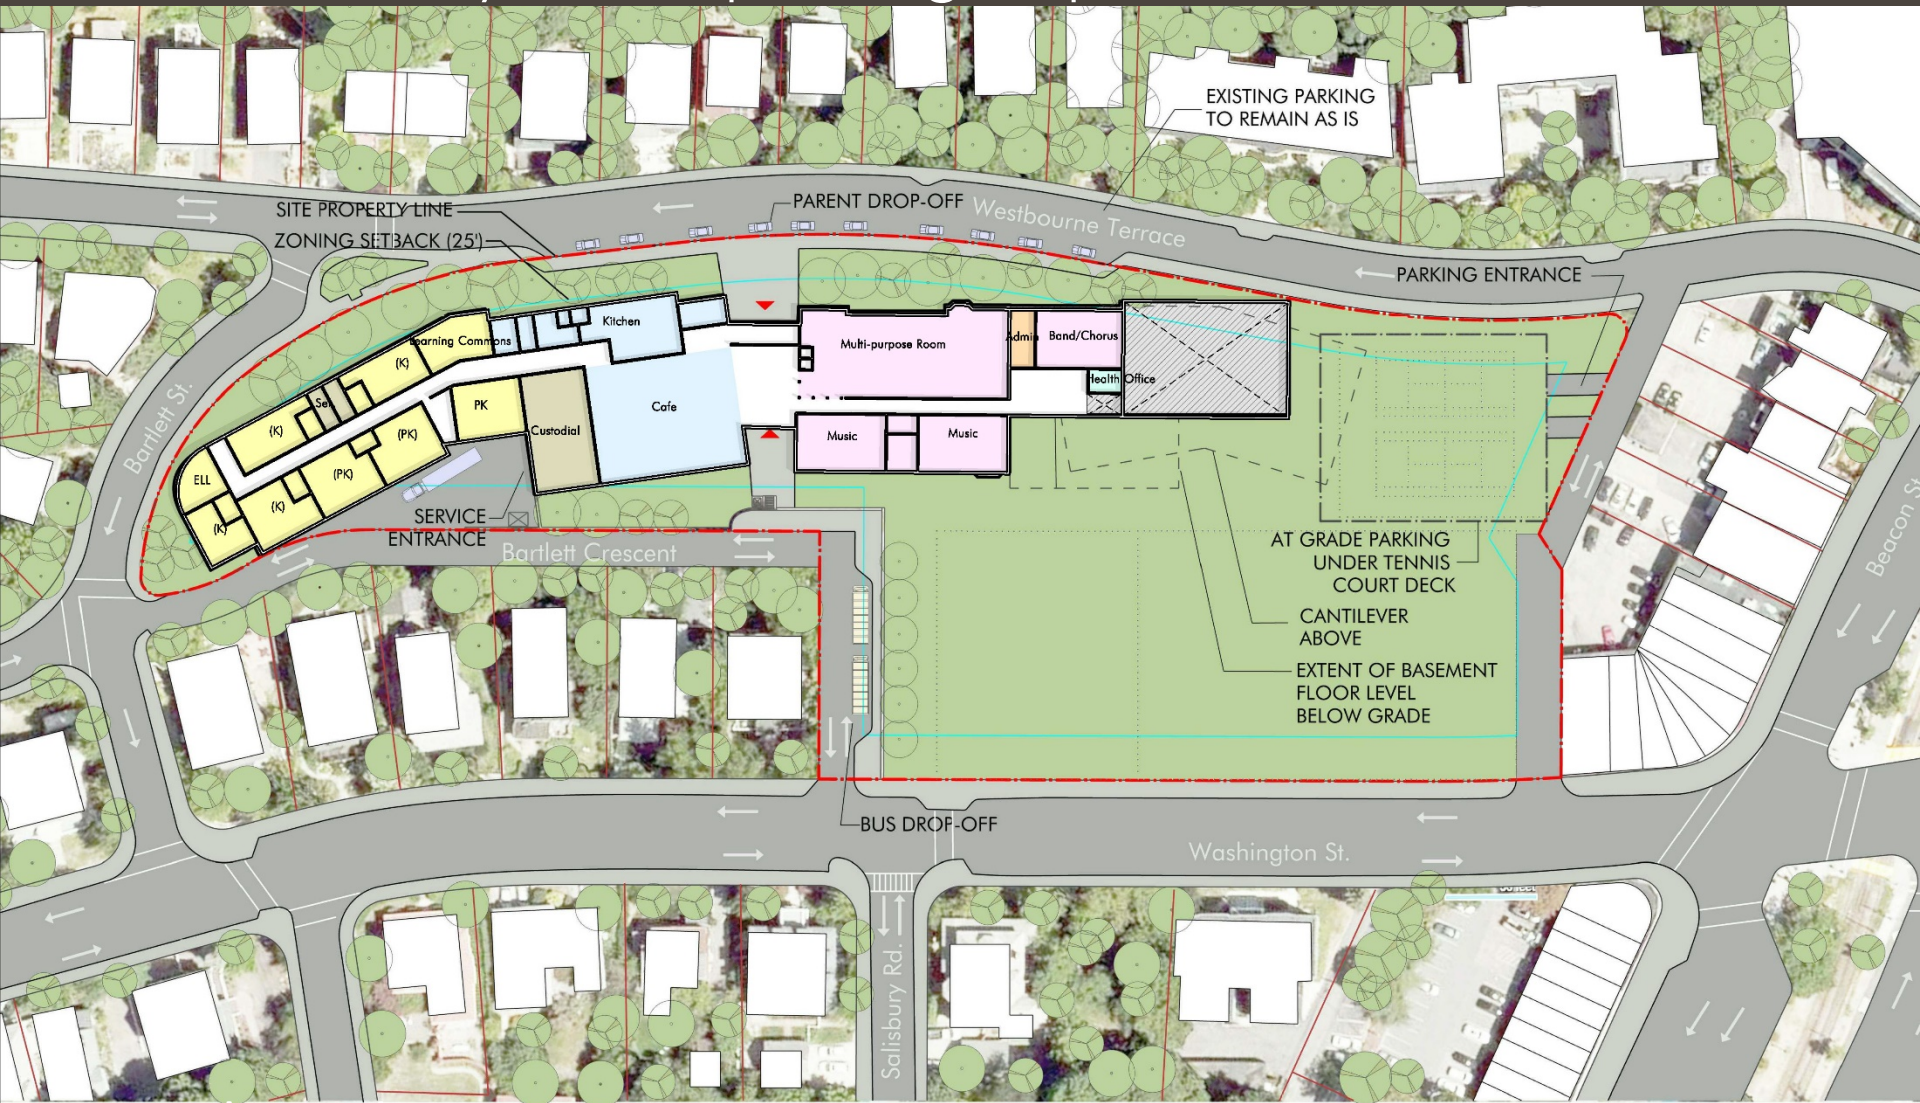 EXISTING PARKING
TO REMAIN AS IS
SITE PROPERTY LINE
PARENT DROP-OFF
Westbourne Terrace
ZONING SETBACK (25')
PARKING ENTRANCE
Kitchen
Learning Commons
Multi-purpose Room
Admin
Band/Chorus
(K)
Health Office
PK
Cafe
Custodial
(K)
(PK)
Music
Music
Bartlett St.
ELL
(PK)
(K)
(K)
SERVICE
ENTRANCE
Bartlett Crescent
AT GRADE PARKING
UNDER TENNIS
COURT DECK
Beacon St.
CANTILEVER
ABOVE
EXTENT OF BASEMENT
FLOOR LEVEL
BELOW GRADE
BUS DROP-OFF
Washington St.
Salisbury Rd.